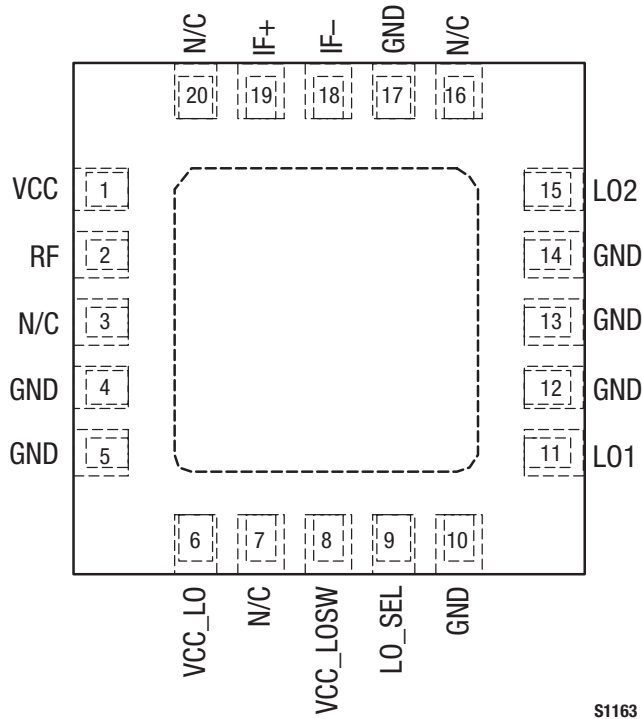 N/C IF+ IF– GND N/C
20 19 18 17 16
VCC 1 15 LO2
RF 2 14 GND
N/C 3 13 GND
GND 4 12 GND
GND 5 11 LO1
6 7 8 9 10
VCC_LO N/C VCC_LOSW LO_SEL GND
S1163